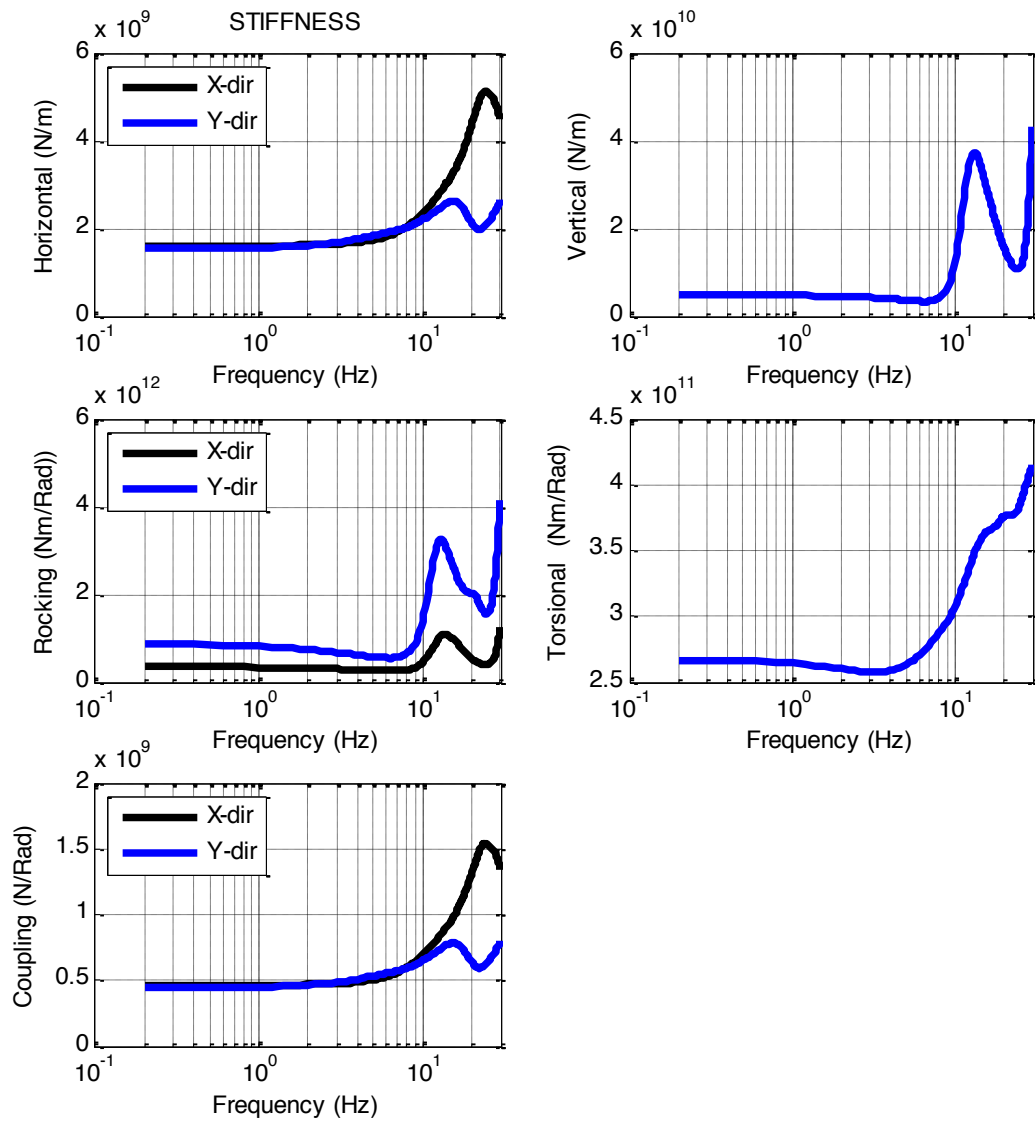 STIFFNESS
x 10^9
6
4
2
0
Horizontal (N/m)
X-dir
Y-dir
10^-1
10^0
10^1
Frequency (Hz)
x 10^10
6
4
2
0
Vertical (N/m)
10^-1
10^0
10^1
Frequency (Hz)
x 10^12
6
4
2
0
Rocking (Nm/Rad))
X-dir
Y-dir
10^-1
10^0
10^1
Frequency (Hz)
x 10^11
4.5
4
3.5
3
2.5
Torsional (Nm/Rad)
10^-1
10^0
10^1
Frequency (Hz)
x 10^9
2
1.5
1
0.5
0
Coupling (N/Rad)
X-dir
Y-dir
10^-1
10^0
10^1
Frequency (Hz)